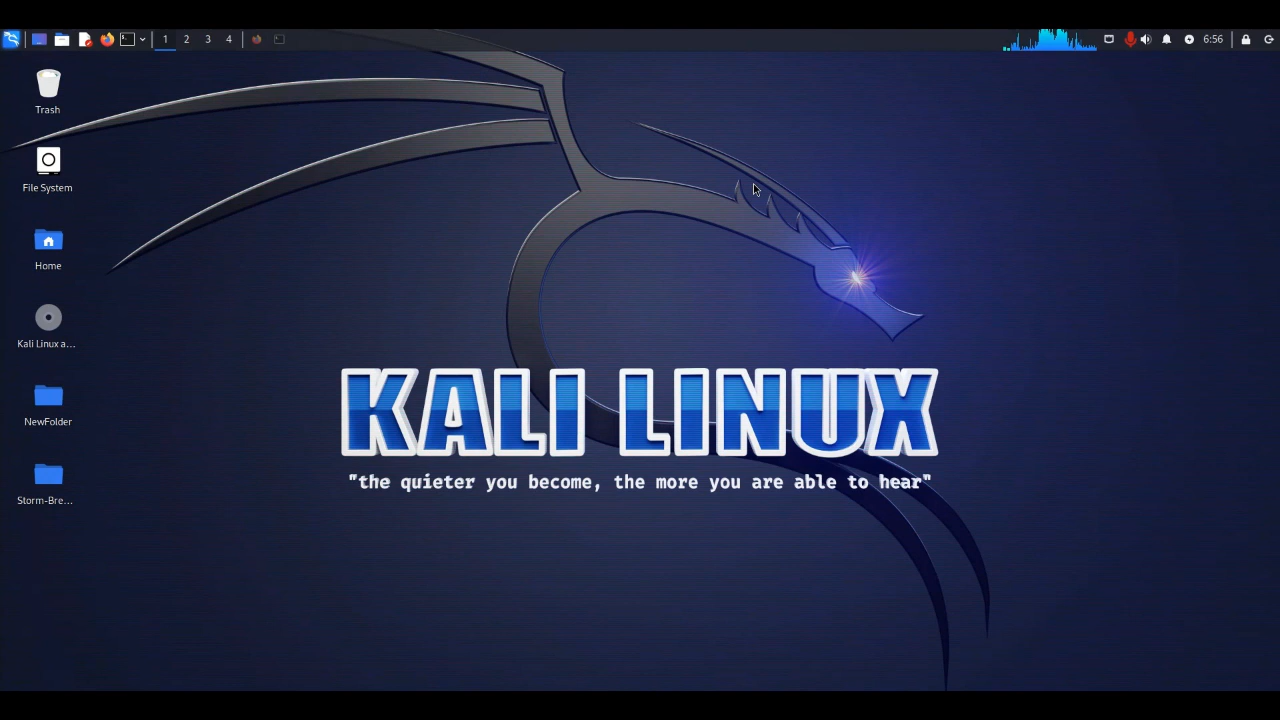 1 2 3 4 6:56
Trash
File System
Home
Kali Linux a...
NewFolder
Storm-Bre...
KALI LINUX
"the quieter you become, the more you are able to hear"